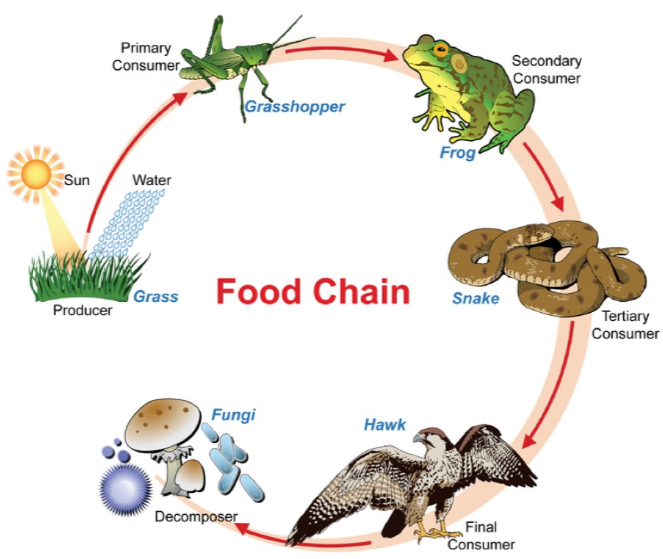 Primary
Consumer
Grasshopper
Secondary
Consumer
Frog
Sun
Water
Grass
Producer
Food Chain
Snake
Tertiary
Consumer
Fungi
Hawk
Decomposer
Final
Consumer